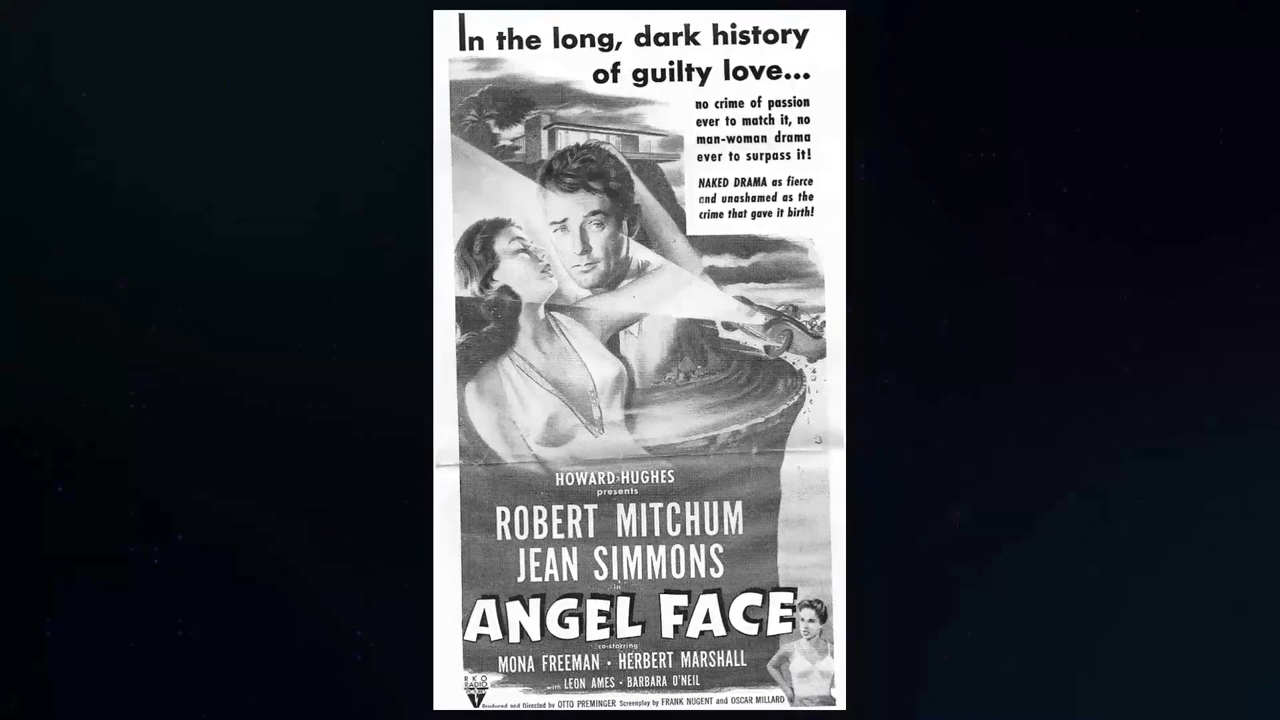 In the long, dark history
of guilty love...
no crime of passion
ever to match it, no
man-woman drama
ever to surpass it!
NAKED DRAMA as fierce
and unashamed as the
crime that gave it birth!
HOWARD HUGHES
presents
ROBERT MITCHUM
JEAN SIMMONS
in
ANGEL FACE
co-starring
MONA FREEMAN • HERBERT MARSHALL
with LEON AMES • BARBARA O'NEIL
RKO
RADIO
Produced and Directed by OTTO PREMINGER Screenplay by FRANK NUGENT and OSCAR MILLARD